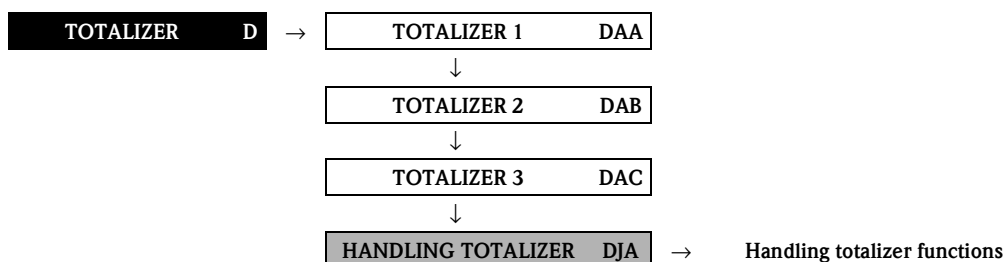 TOTALIZER D → TOTALIZER 1 DAA
↓
TOTALIZER 2 DAB
↓
TOTALIZER 3 DAC
↓
HANDLING TOTALIZER DJA → Handling totalizer functions